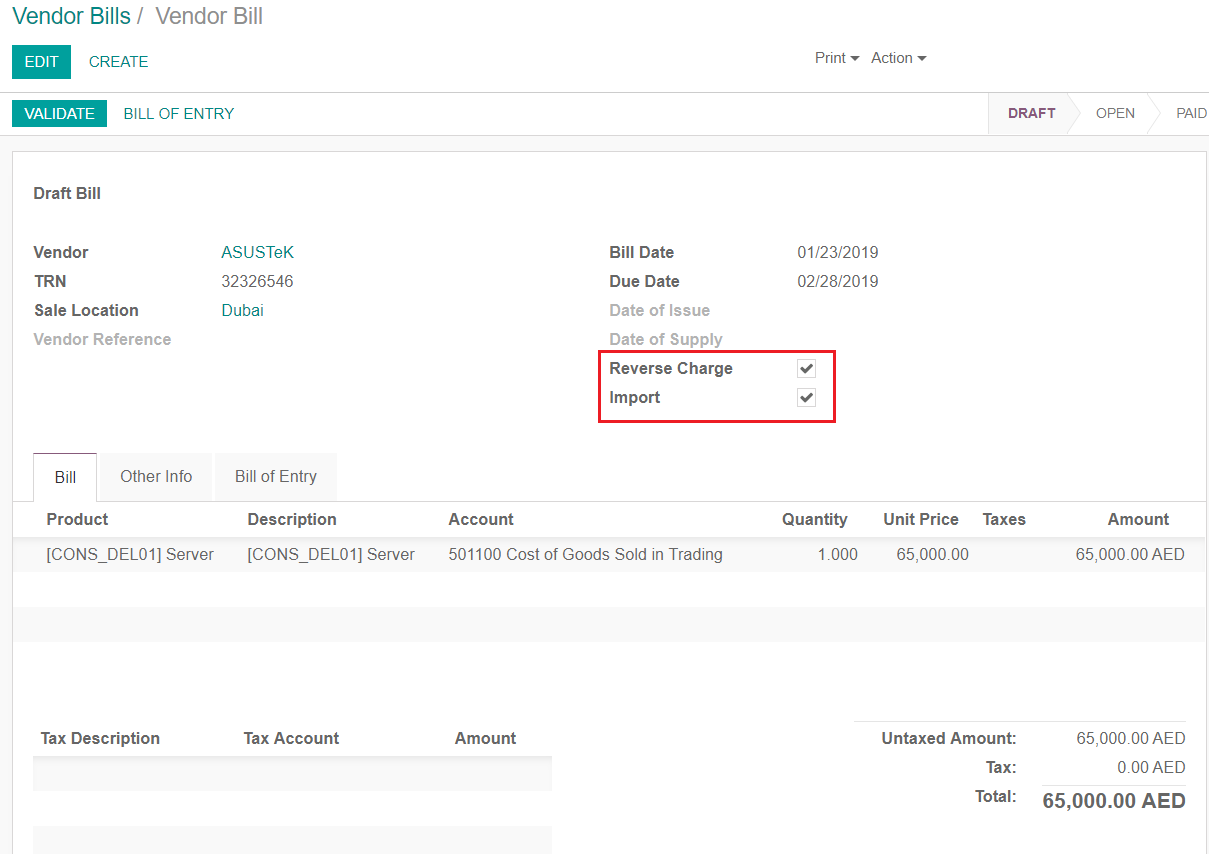 Vendor Bills / Vendor Bill
EDIT CREATE Print Action
VALIDATE BILL OF ENTRY DRAFT OPEN PAID
Draft Bill
Vendor ASUSTeK Bill Date 01/23/2019
TRN 32326546 Due Date 02/28/2019
Sale Location Dubai Date of Issue
Vendor Reference Date of Supply
Reverse Charge
Import
Bill Other Info Bill of Entry
Product Description Account Quantity Unit Price Taxes Amount
[CONS_DEL01] Server [CONS_DEL01] Server 501100 Cost of Goods Sold in Trading 1.000 65,000.00 65,000.00 AED
Tax Description Tax Account Amount Untaxed Amount: 65,000.00 AED
Tax: 0.00 AED
Total: 65,000.00 AED